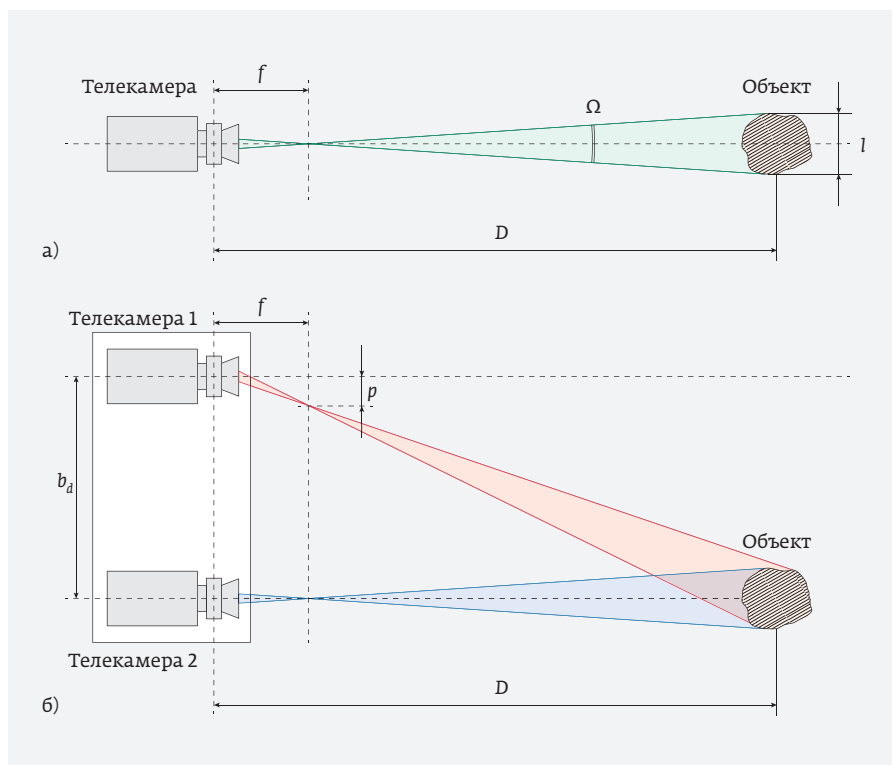 f
Телекамера
Объект
Ω
l
D
а)
f
Телекамера 1
p
b_d
Объект
Телекамера 2
D
б)